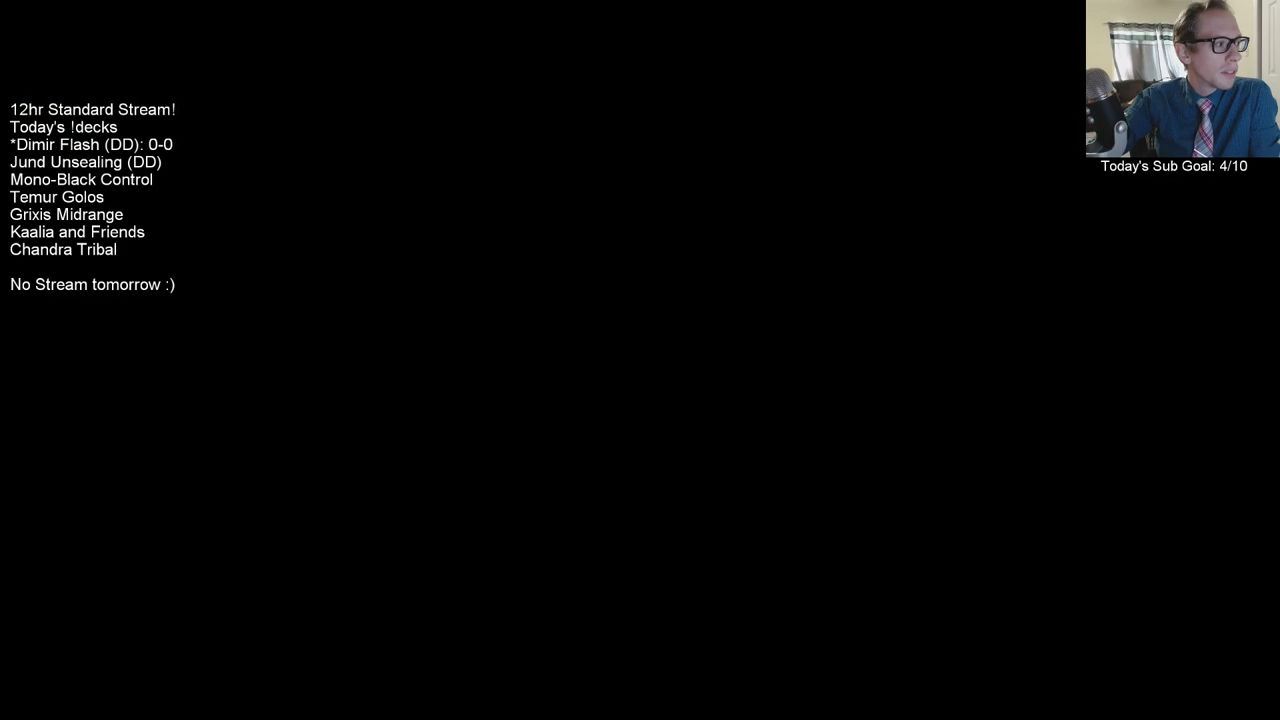 12hr Standard Stream!
Today's !decks
*Dimir Flash (DD): 0-0
Jund Unsealing (DD)
Mono-Black Control
Temur Golos
Grixis Midrange
Kaalia and Friends
Chandra Tribal
No Stream tomorrow :)
Today's Sub Goal: 4/10